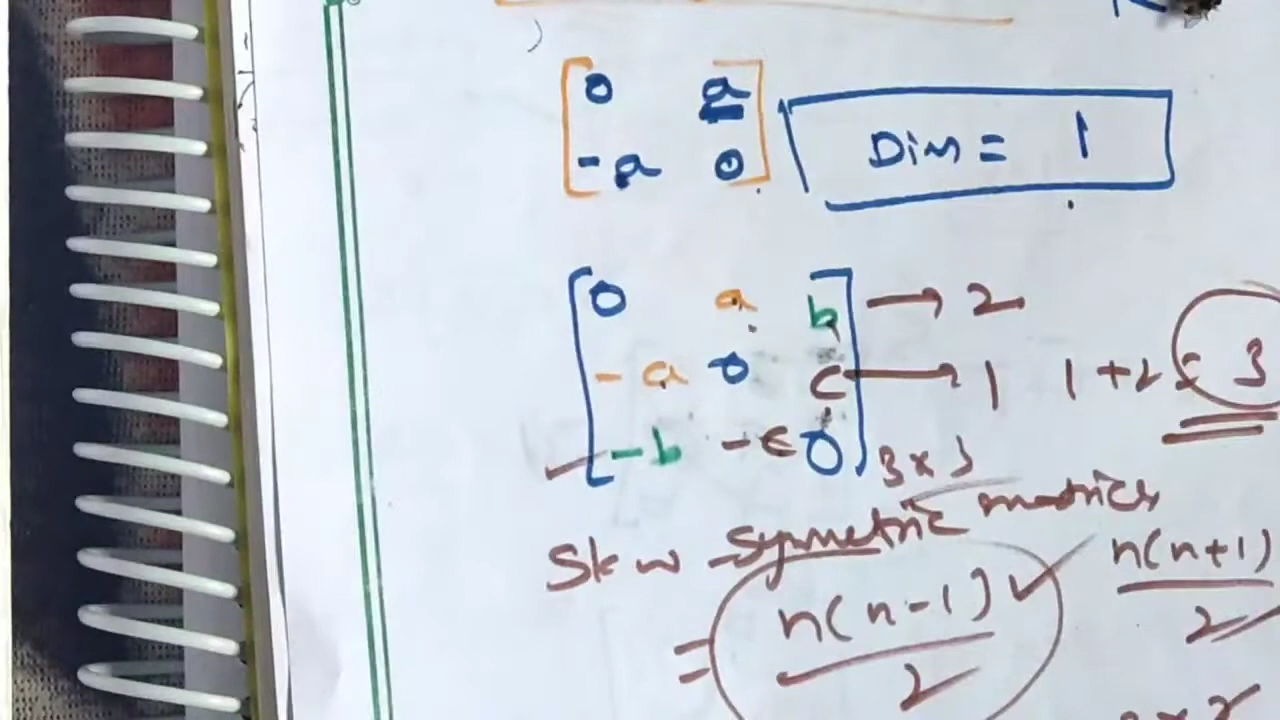 0 a
-a 0
Dim = 1
0 a b → 2
-a 0 c → 1 1 + 2 = 3
-b -c 0 3×3
Skew-symmetric matrices
= n(n-1)/2 ✓ n(n+1)/2